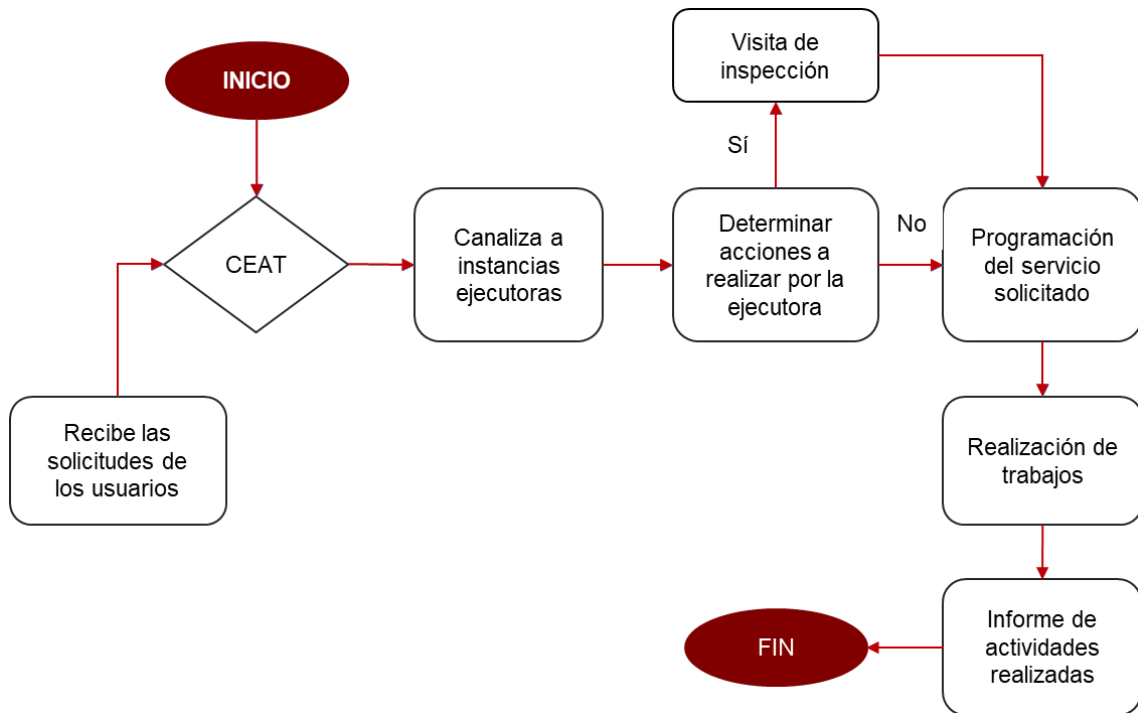 INICIO
Visita de
inspección
Sí
CEAT
Canaliza a
instancias
ejecutoras
Determinar
acciones a
realizar por la
ejecutora
No
Programación
del servicio
solicitado
Recibe las
solicitudes de
los usuarios
Realización de
trabajos
Informe de
actividades
realizadas
FIN